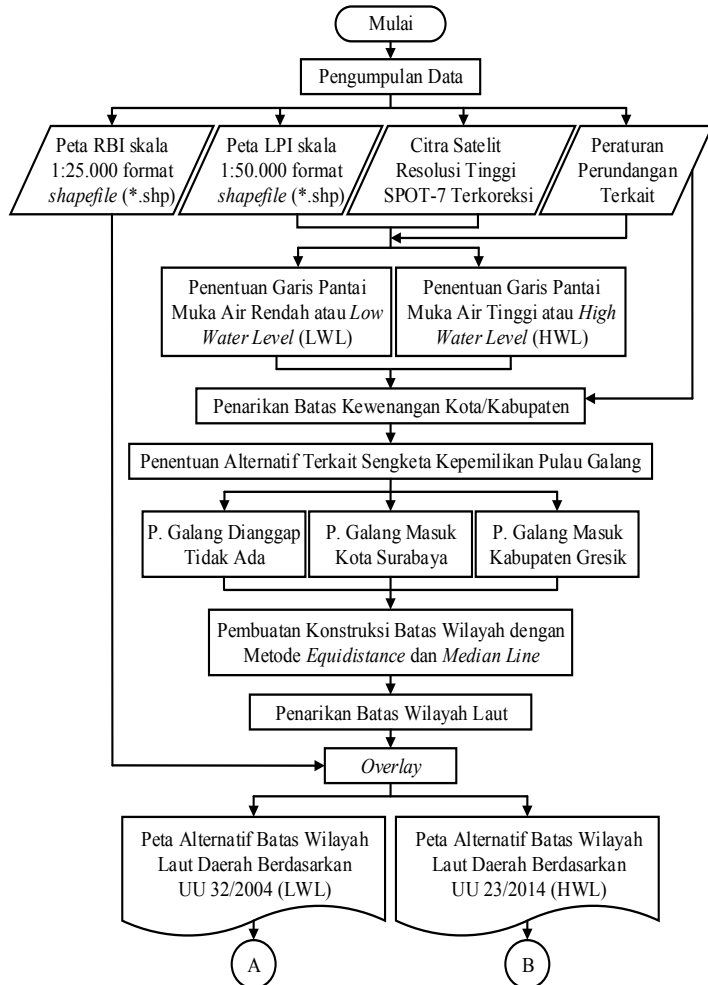 Mulai
Pengumpulan Data
Peta RBI skala
1:25.000 format
shapefile (*.shp)
Peta LPI skala
1:50.000 format
shapefile (*.shp)
Citra Satelit
Resolusi Tinggi
SPOT-7 Terkoreksi
Peraturan
Perundangan
Terkait
Penentuan Garis Pantai
Muka Air Rendah atau Low
Water Level (LWL)
Penentuan Garis Pantai
Muka Air Tinggi atau High
Water Level (HWL)
Penarikan Batas Kewenangan Kota/Kabupaten
Penentuan Alternatif Terkait Sengketa Kepemilikan Pulau Galang
P. Galang Dianggap
Tidak Ada
P. Galang Masuk
Kota Surabaya
P. Galang Masuk
Kabupaten Gresik
Pembuatan Konstruksi Batas Wilayah dengan
Metode Equidistance dan Median Line
Penarikan Batas Wilayah Laut
Overlay
Peta Alternatif Batas Wilayah
Laut Daerah Berdasarkan
UU 32/2004 (LWL)
Peta Alternatif Batas Wilayah
Laut Daerah Berdasarkan
UU 23/2014 (HWL)
A
B